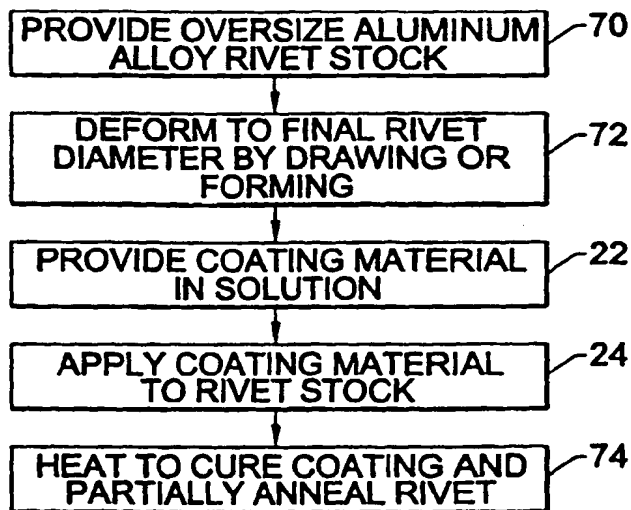 PROVIDE OVERSIZE ALUMINUM
ALLOY RIVET STOCK
70
DEFORM TO FINAL RIVET
DIAMETER BY DRAWING OR
FORMING
72
PROVIDE COATING MATERIAL
IN SOLUTION
22
APPLY COATING MATERIAL
TO RIVET STOCK
24
HEAT TO CURE COATING AND
PARTIALLY ANNEAL RIVET
74